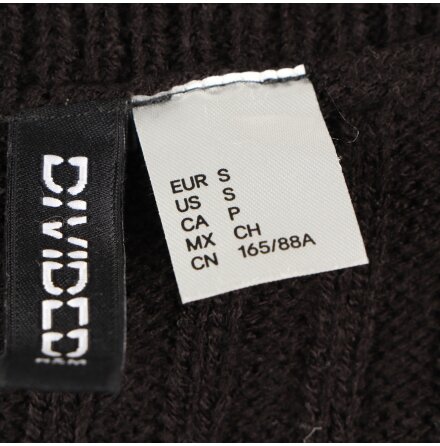 DIVIDED
H&M
EUR S
US S
CA P
MX CH
CN 165/88A